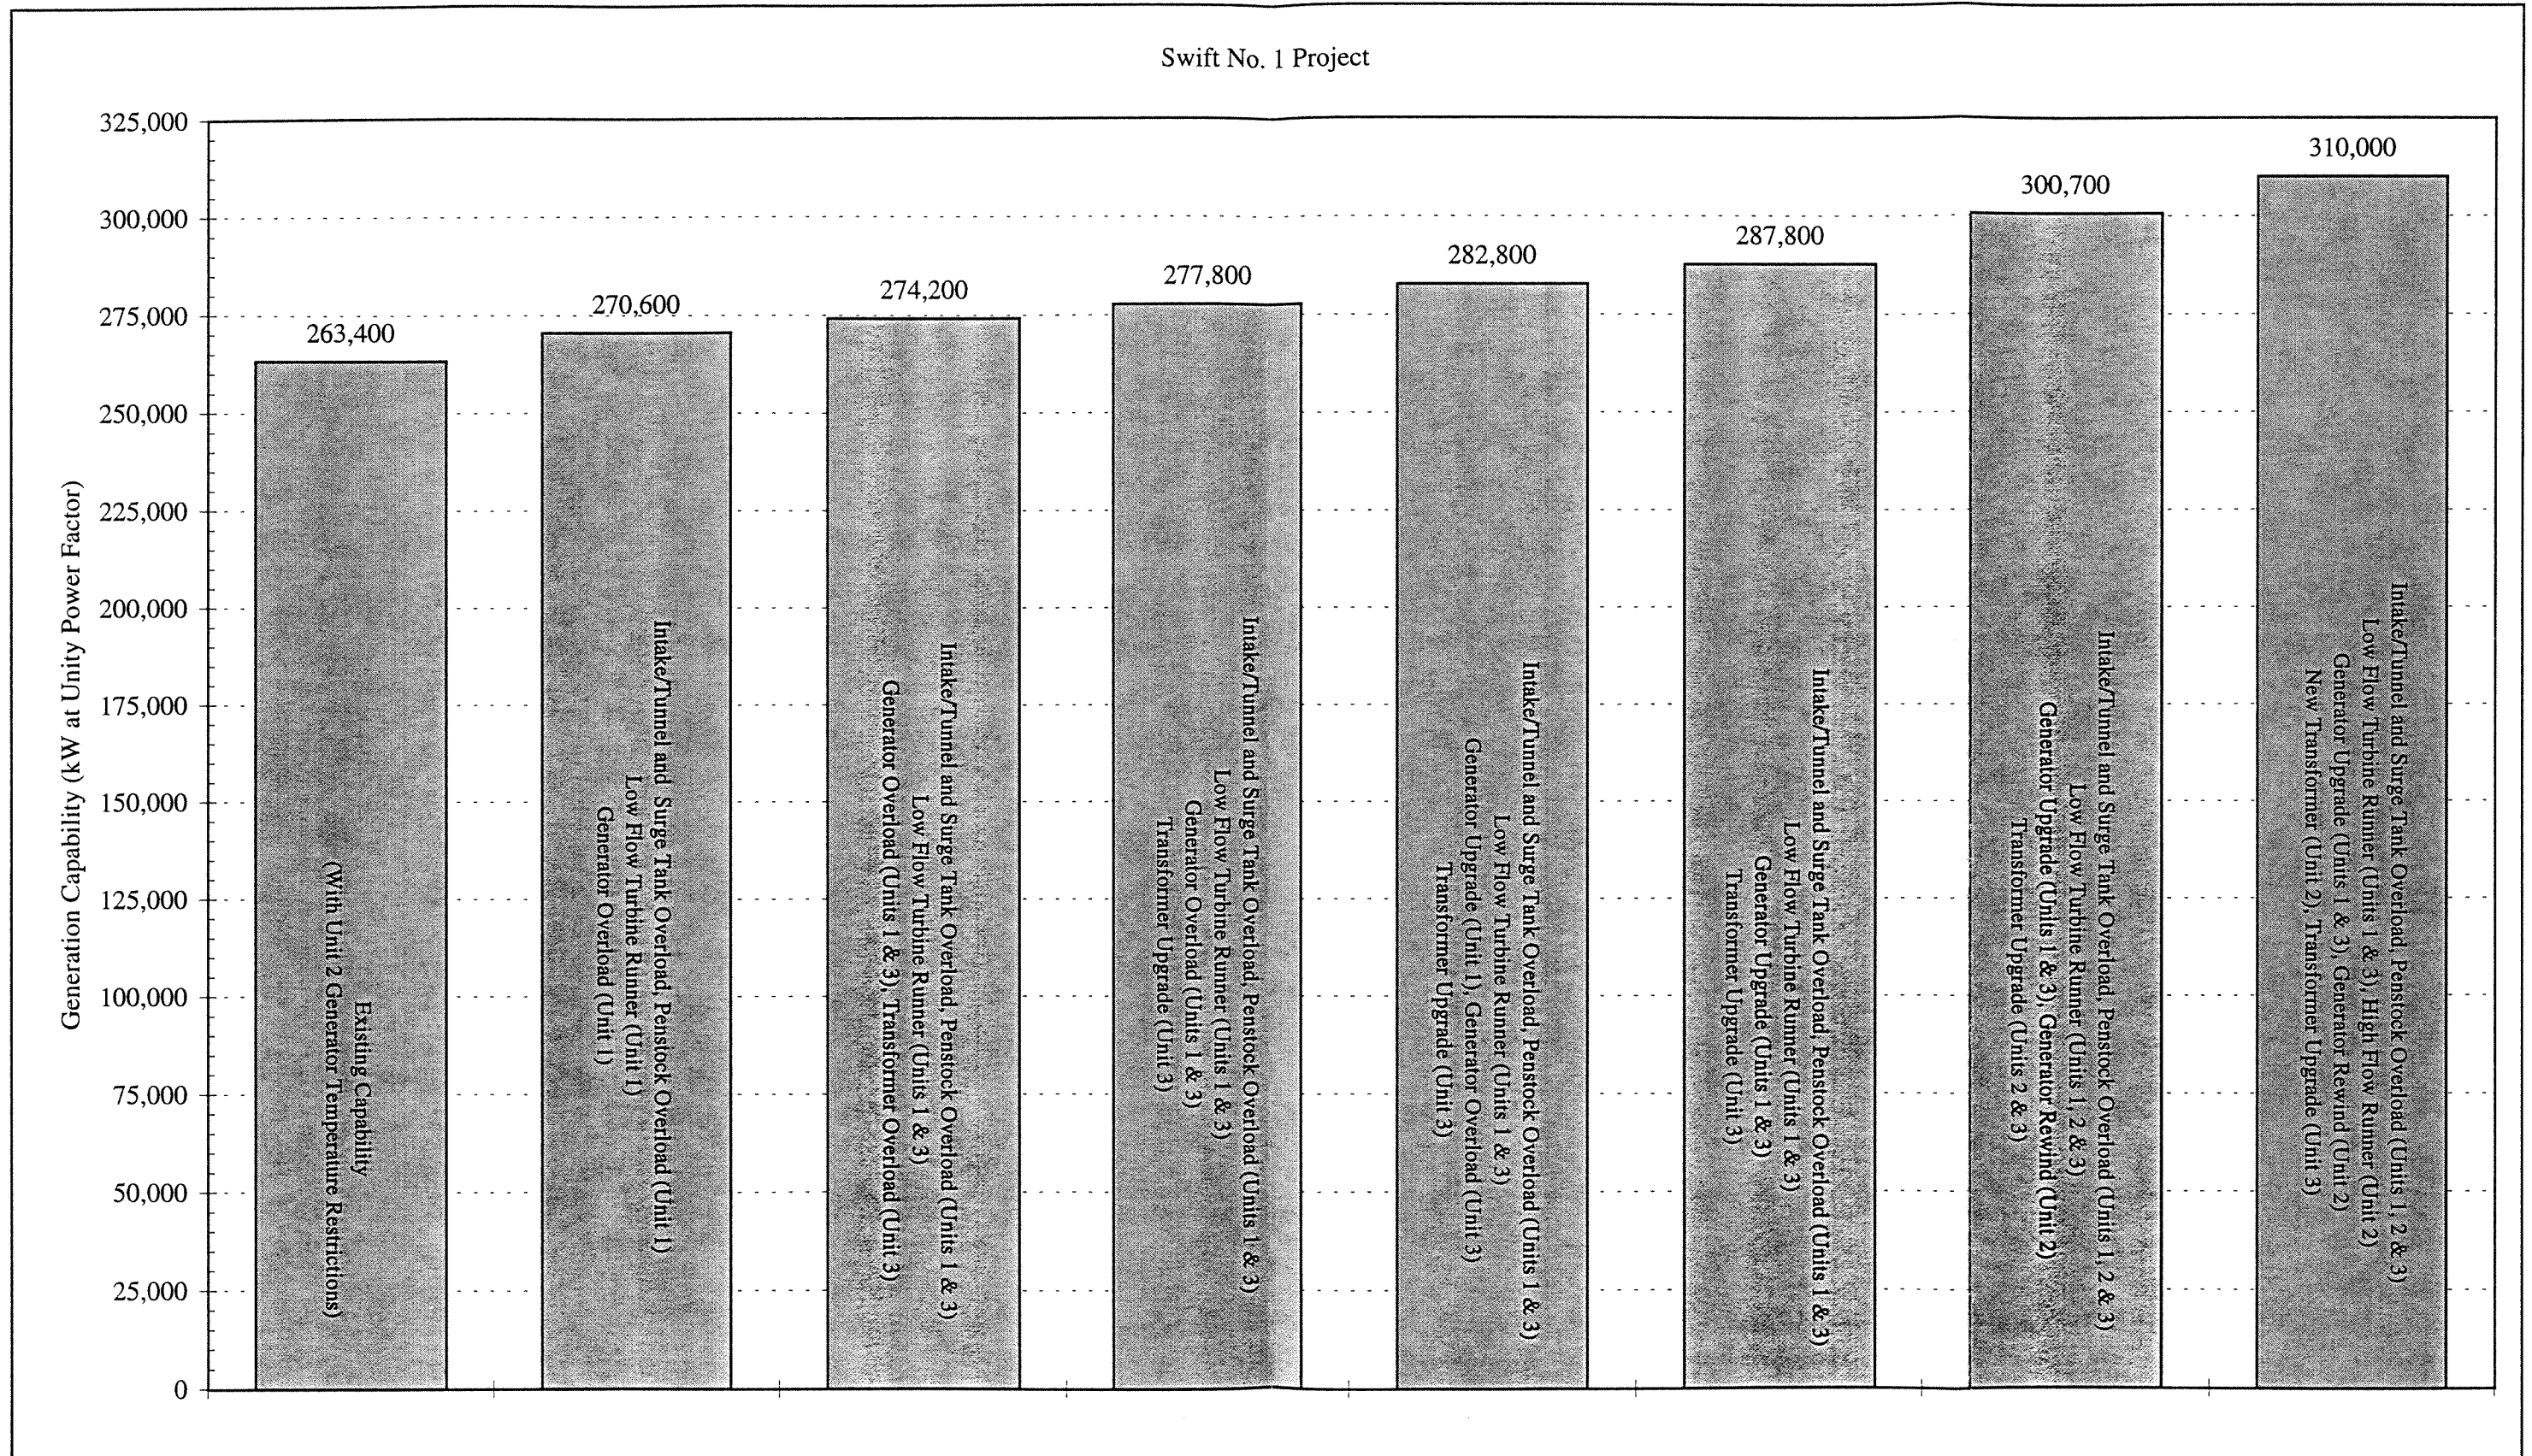 Swift No. 1 Project
Generation Capability (kW at Unity Power Factor)
325,000
300,000
275,000
250,000
225,000
200,000
175,000
150,000
125,000
100,000
75,000
50,000
25,000
0
263,400
Existing Capability
(With Unit 2 Generator Temperature Restrictions)
270,600
Intake/Tunnel and Surge Tank Overload, Penstock Overload (Unit 1)
Low Flow Turbine Runner (Unit 1)
Generator Overload (Unit 1)
274,200
Intake/Tunnel and Surge Tank Overload, Penstock Overload (Units 1 & 3)
Low Flow Turbine Runner (Units 1 & 3)
Generator Overload (Units 1 & 3), Transformer Overload (Unit 3)
277,800
Intake/Tunnel and Surge Tank Overload, Penstock Overload (Units 1 & 3)
Low Flow Turbine Runner (Units 1 & 3)
Generator Overload (Units 1 & 3)
Transformer Upgrade (Unit 3)
282,800
Intake/Tunnel and Surge Tank Overload, Penstock Overload (Units 1 & 3)
Low Flow Turbine Runner (Units 1 & 3)
Generator Upgrade (Unit 1), Generator Overload (Unit 3)
Transformer Upgrade (Unit 3)
287,800
Intake/Tunnel and Surge Tank Overload, Penstock Overload (Units 1 & 3)
Low Flow Turbine Runner (Units 1 & 3)
Generator Upgrade (Units 1 & 3)
Transformer Upgrade (Unit 3)
300,700
Intake/Tunnel and Surge Tank Overload, Penstock Overload (Units 1, 2 & 3)
Low Flow Turbine Runner (Units 1, 2 & 3)
Generator Upgrade (Units 1 & 3), Generator Rewind (Unit 2)
Transformer Upgrade (Units 2 & 3)
310,000
Intake/Tunnel and Surge Tank Overload, Penstock Overload (Units 1, 2 & 3)
Low Flow Turbine Runner (Units 1 & 3), High Flow Runner (Unit 2)
Generator Upgrade (Units 1 & 3), Generator Rewind (Unit 2)
New Transformer (Unit 2), Transformer Upgrade (Unit 3)